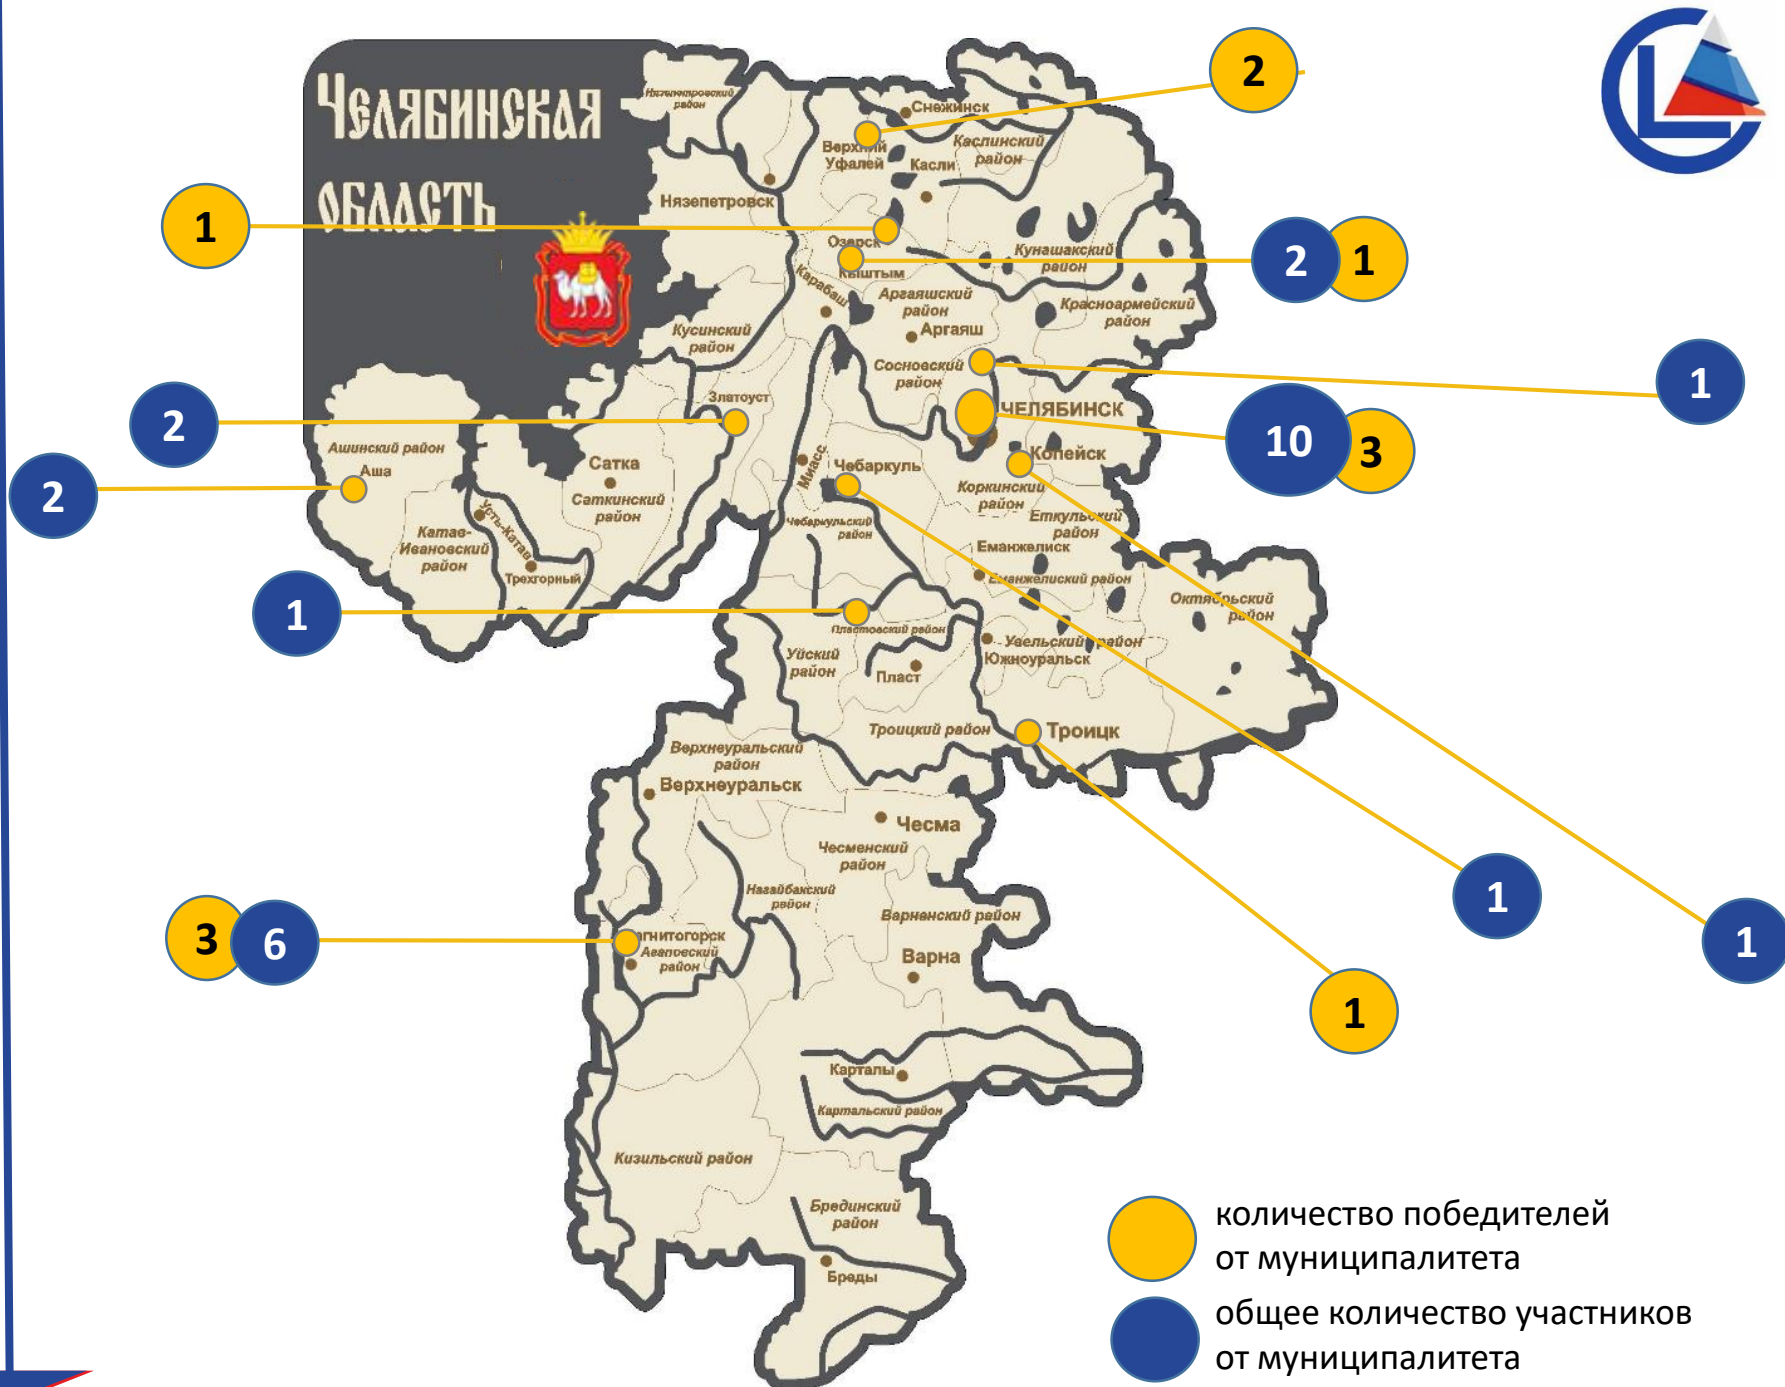 Челябинская
область
2
1
2
1
1
10
3
2
2
1
3
6
1
1
1
Нязепетровский
район
Снежинск
Верхний
Уфалей
Каслинский
район
Касли
Нязепетровск
Озерск
Кыштым
Кунашакский
район
Карабаш
Аргаяшский
район
Аргаяш
Красноармейский
район
Кусинский
район
Сосновский
район
Златоуст
ЧЕЛЯБИНСК
Ашинский район
Аша
Сатка
Саткинский
район
Миасс
Чебаркуль
Копейск
Коркинский
район
Еткульский
район
Катав-
Ивановский
район
Усть-Катав
Трехгорный
Чебаркульский
район
Еманжелиск
Еманжелиский район
Октябрьский
район
Пластовский район
Увельский район
Южноуральск
Уйский
район
Пласт
Троицкий район
Троицк
Верхнеуральский
район
Верхнеуральск
Чесма
Чесменский
район
Нагайбакский
район
Варненский район
агнитогорск
Агаповский
район
Варна
Карталы
Картальский район
Кизильский район
Брединский
район
Бреды
количество победителей
от муниципалитета
общее количество участников
от муниципалитета